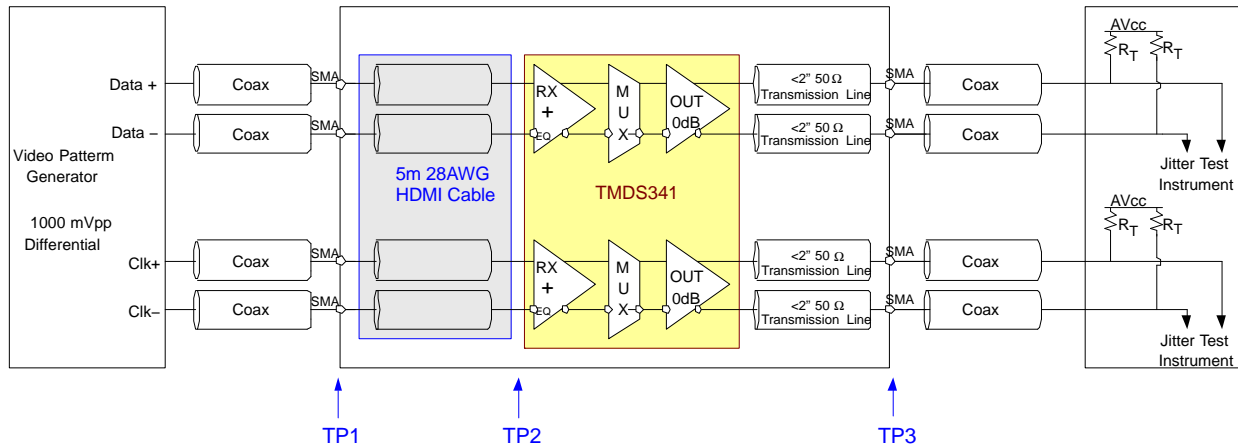 Video Patterm
Generator
1000 mVpp
Differential
Data +
Coax
SMA
Data −
Coax
SMA
Clk+
Coax
SMA
Clk−
Coax
SMA
5m 28AWG
HDMI Cable
RX
+
EQ
M
U
X
OUT
0dB
TMDS341
RX
+
EQ
M
U
X
OUT
0dB
<2" 50 Ω
Transmission Line
SMA
Coax
<2" 50 Ω
Transmission Line
SMA
Coax
<2" 50 Ω
Transmission Line
SMA
Coax
<2" 50 Ω
Transmission Line
SMA
Coax
AVcc
RT
RT
Jitter Test
Instrument
AVcc
RT
RT
Jitter Test
Instrument
TP1
TP2
TP3